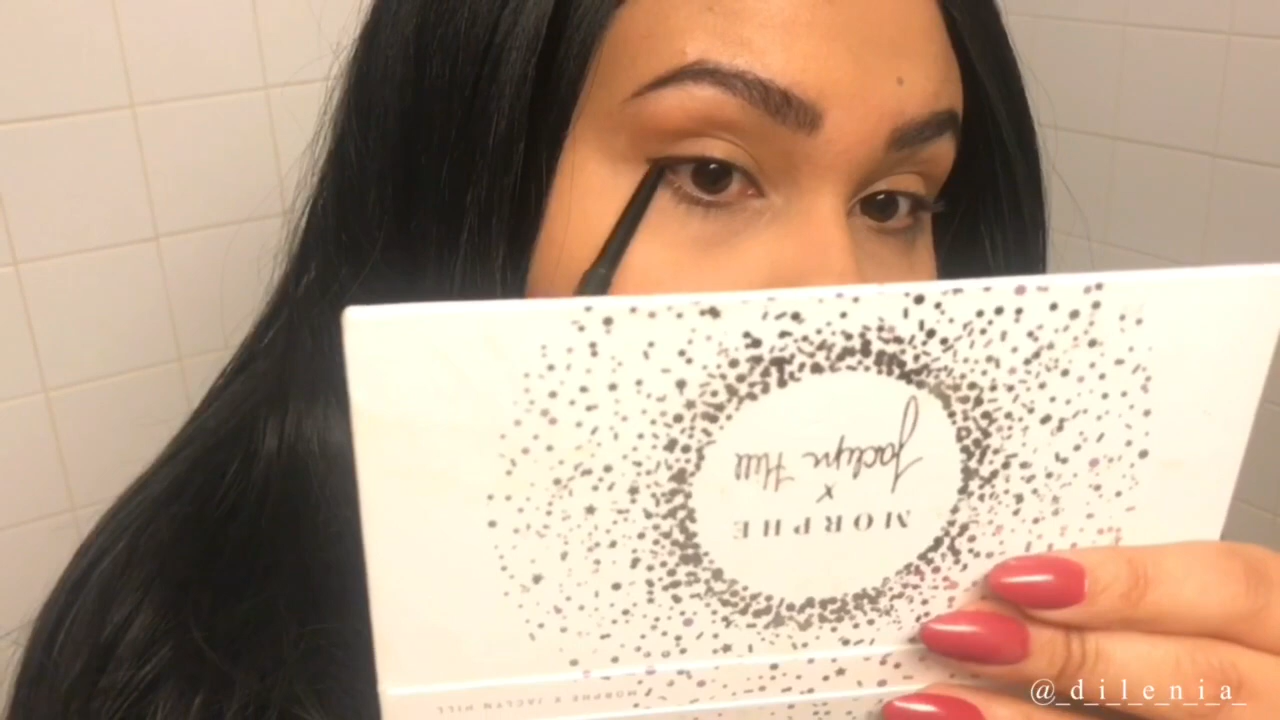 MORPHE
X
Jaclyn Hill
MORPHE X JACLYN HILL
@_d_i_l_e_n_i_a_